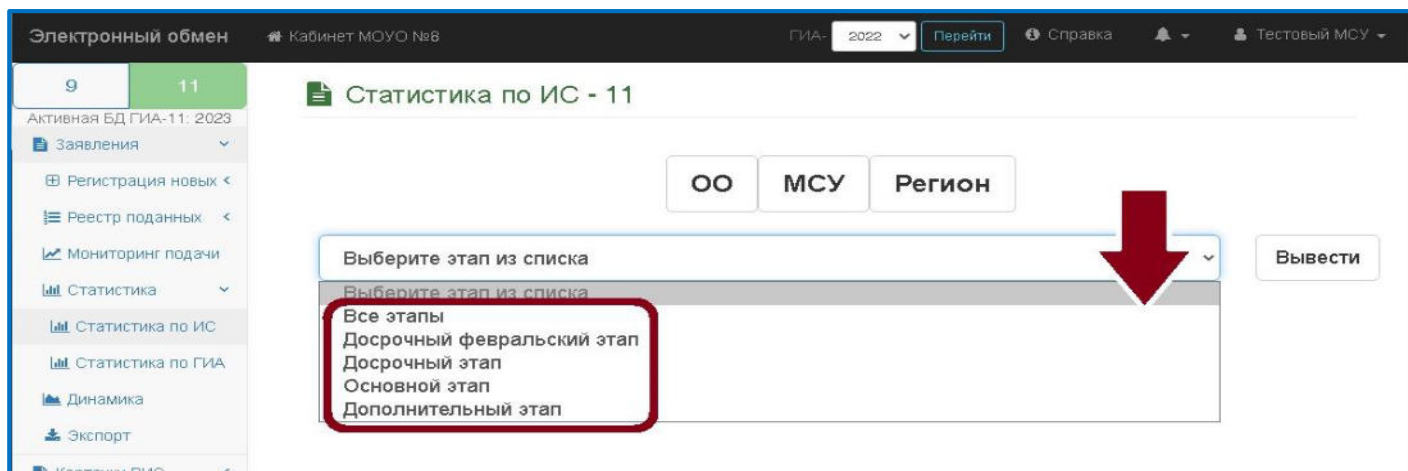 Электронный обмен
Кабинет МОУО №8
ГИА- 2022 Перейти
Справка
Тестовый МСУ
9 11
Активная БД ГИА-11: 2023
Заявления
Регистрация новых
Реестр поданных
Мониторинг подачи
Статистика
Статистика по ИС
Статистика по ГИА
Динамика
Экспорт
Статистика по ИС - 11
ОО МСУ Регион
Выберите этап из списка
Вывести
Выберите этап из списка
Все этапы
Досрочный февральский этап
Досрочный этап
Основной этап
Дополнительный этап